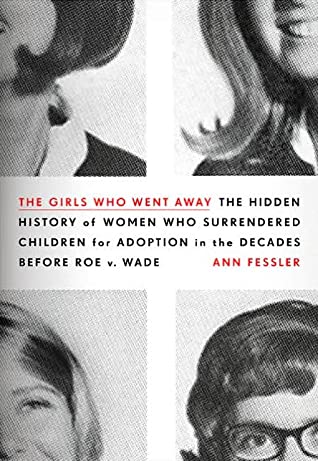 THE GIRLS WHO WENT AWAY THE HIDDEN
HISTORY of WOMEN WHO SURRENDERED
CHILDREN for ADOPTION in the DECADES
BEFORE ROE v. WADE ANN FESSLER